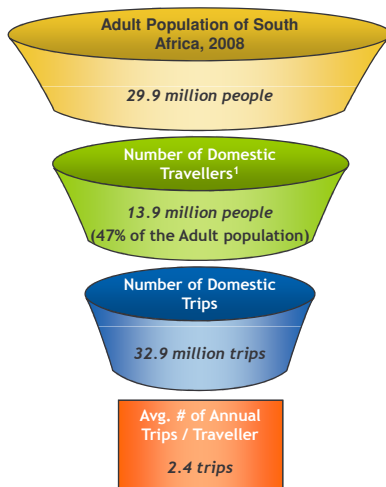 Adult Population of South
Africa, 2008
29.9 million people
Number of Domestic
Travellers¹
13.9 million people
(47% of the Adult population)
Number of Domestic
Trips
32.9 million trips
Avg. # of Annual
Trips / Traveller
2.4 trips